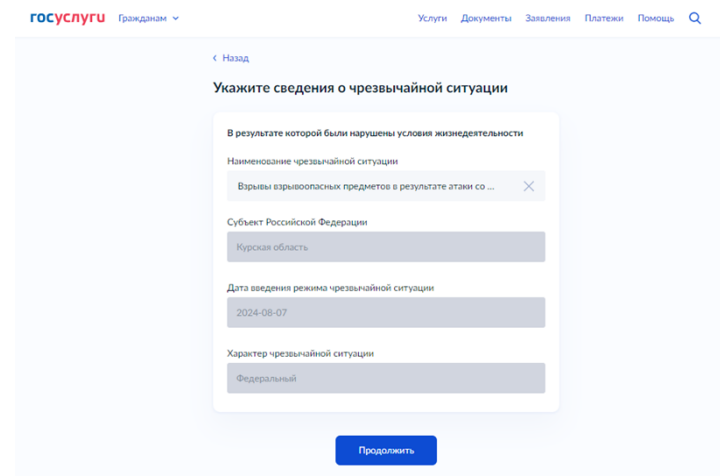 госуслуги Гражданам Услуги Документы Заявления Платежи Помощь
Назад
Укажите сведения о чрезвычайной ситуации
В результате которой были нарушены условия жизнедеятельности
Наименование чрезвычайной ситуации
Взрывы взрывоопасных предметов в результате атаки со ...
Субъект Российской Федерации
Курская область
Дата введения режима чрезвычайной ситуации
2024-08-07
Характер чрезвычайной ситуации
Федеральный
Продолжить